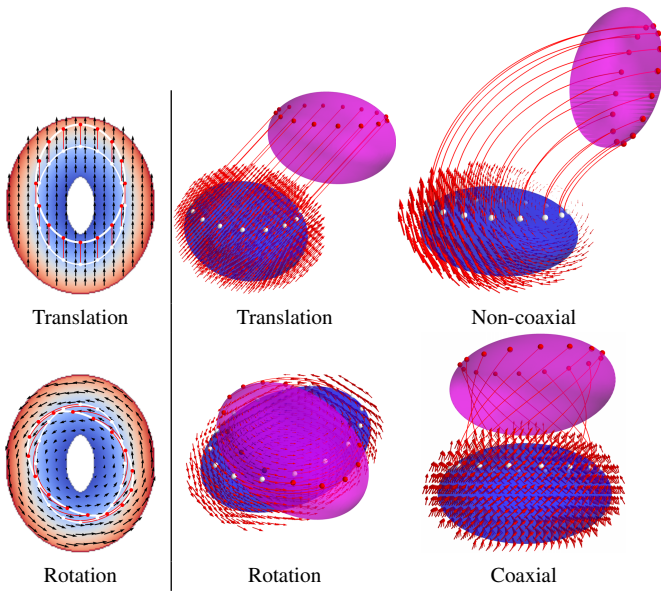 Translation
Translation
Non-coaxial
Rotation
Rotation
Coaxial